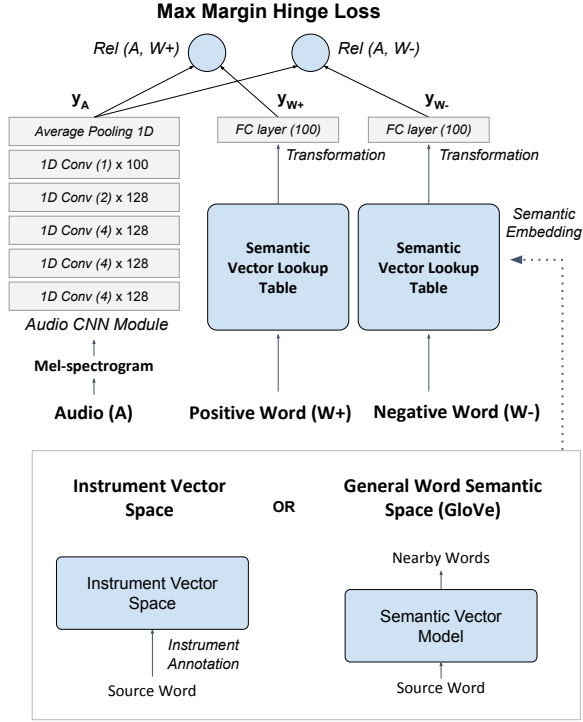 Max Margin Hinge Loss
Rel (A, W+)
Rel (A, W-)
yA
yW+
yW-
Average Pooling 1D
FC layer (100)
FC layer (100)
Transformation
Transformation
1D Conv (1) x 100
1D Conv (2) x 128
1D Conv (4) x 128
1D Conv (4) x 128
1D Conv (4) x 128
Semantic
Vector Lookup
Table
Semantic
Vector Lookup
Table
Semantic
Embedding
Audio CNN Module
Mel-spectrogram
Audio (A)
Positive Word (W+)
Negative Word (W-)
Instrument Vector
Space
OR
General Word Semantic
Space (GloVe)
Instrument Vector
Space
Instrument
Annotation
Source Word
Nearby Words
Semantic Vector
Model
Source Word